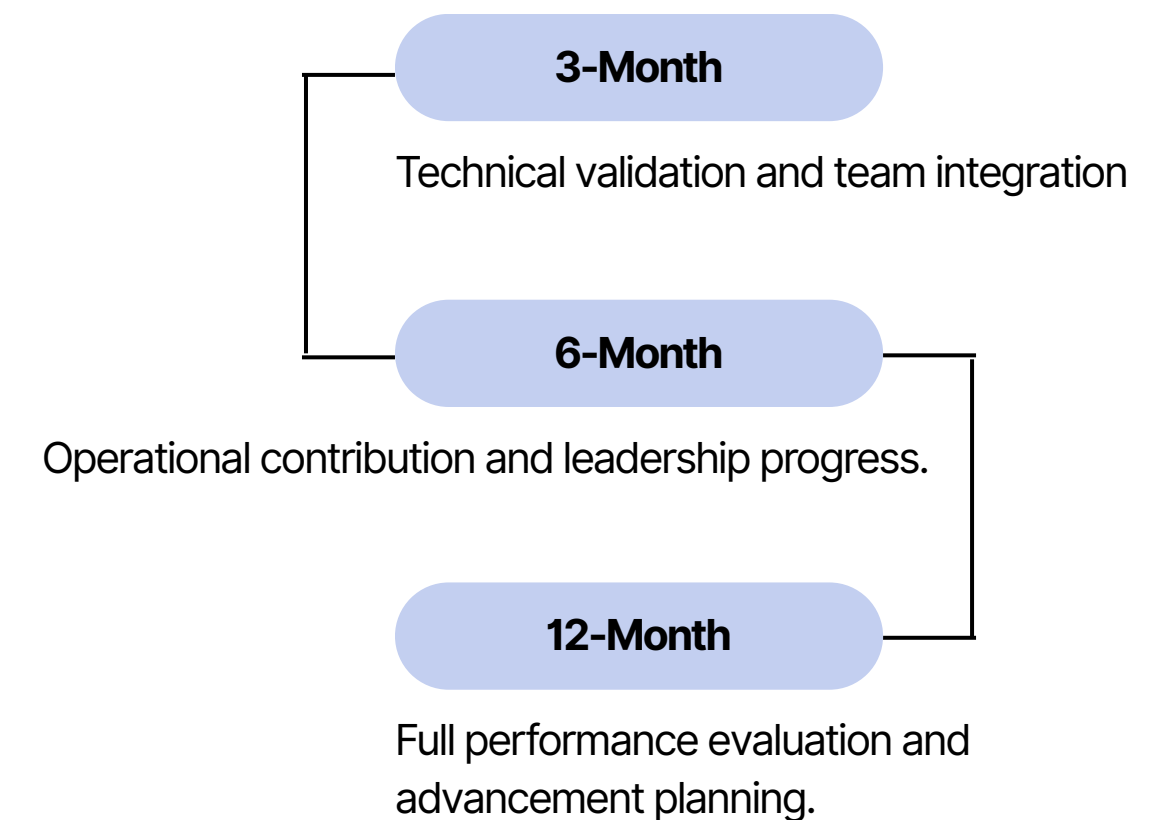 3-Month
Technical validation and team integration
6-Month
Operational contribution and leadership progress.
12-Month
Full performance evaluation and
advancement planning.